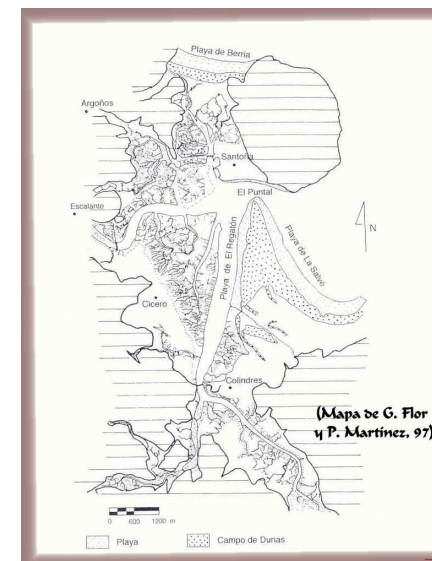 Playa de Berria
Argoños
Santoña
El Puntal
Escalante
N
Playa de La Salvé
Playa de El Regatón
Cicero
Colindres
(Mapa de G. Flor
y P. Martínez, 97)
0 600 1200 m
Playa
Campo de Dunas